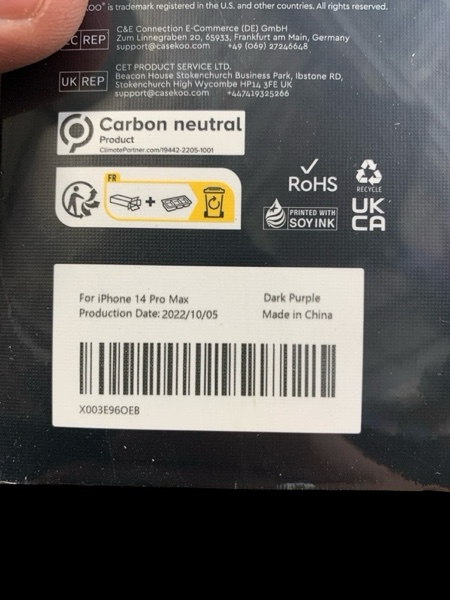 OO® is trademark registered in the U.S. and other countries. All rights reserved.
EC REP
C&E Connection E-Commerce (DE) GmbH
Zum Linnegraben 20, 65933, Frankfurt am Main, Germany
support@casekoo.com +49 (069) 27246648
UK REP
CET PRODUCT SERVICE LTD.
Beacon House Stokenchurch Business Park, Ibstone RD,
Stokenchurch High Wycombe HP14 3FE UK
support@casekoo.com +447419325266
Carbon neutral
Product
ClimatePartner.com/19442-2205-1001
FR
+
RoHS
RECYCLE
PRINTED WITH
SOY INK
UK
CA
For iPhone 14 Pro Max Dark Purple
Production Date: 2022/10/05 Made in China
X003E96OEB